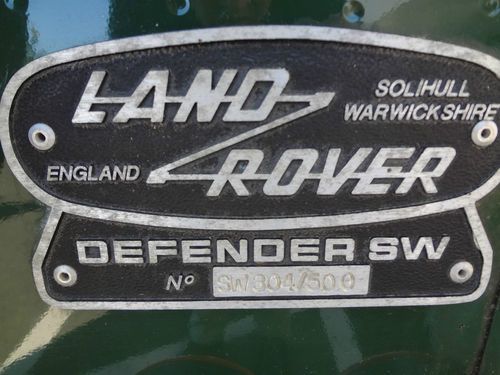 LAND
ROVER
SOLIHULL
WARWICKSHIRE
ENGLAND
DEFENDER SW
Nº SW304/500